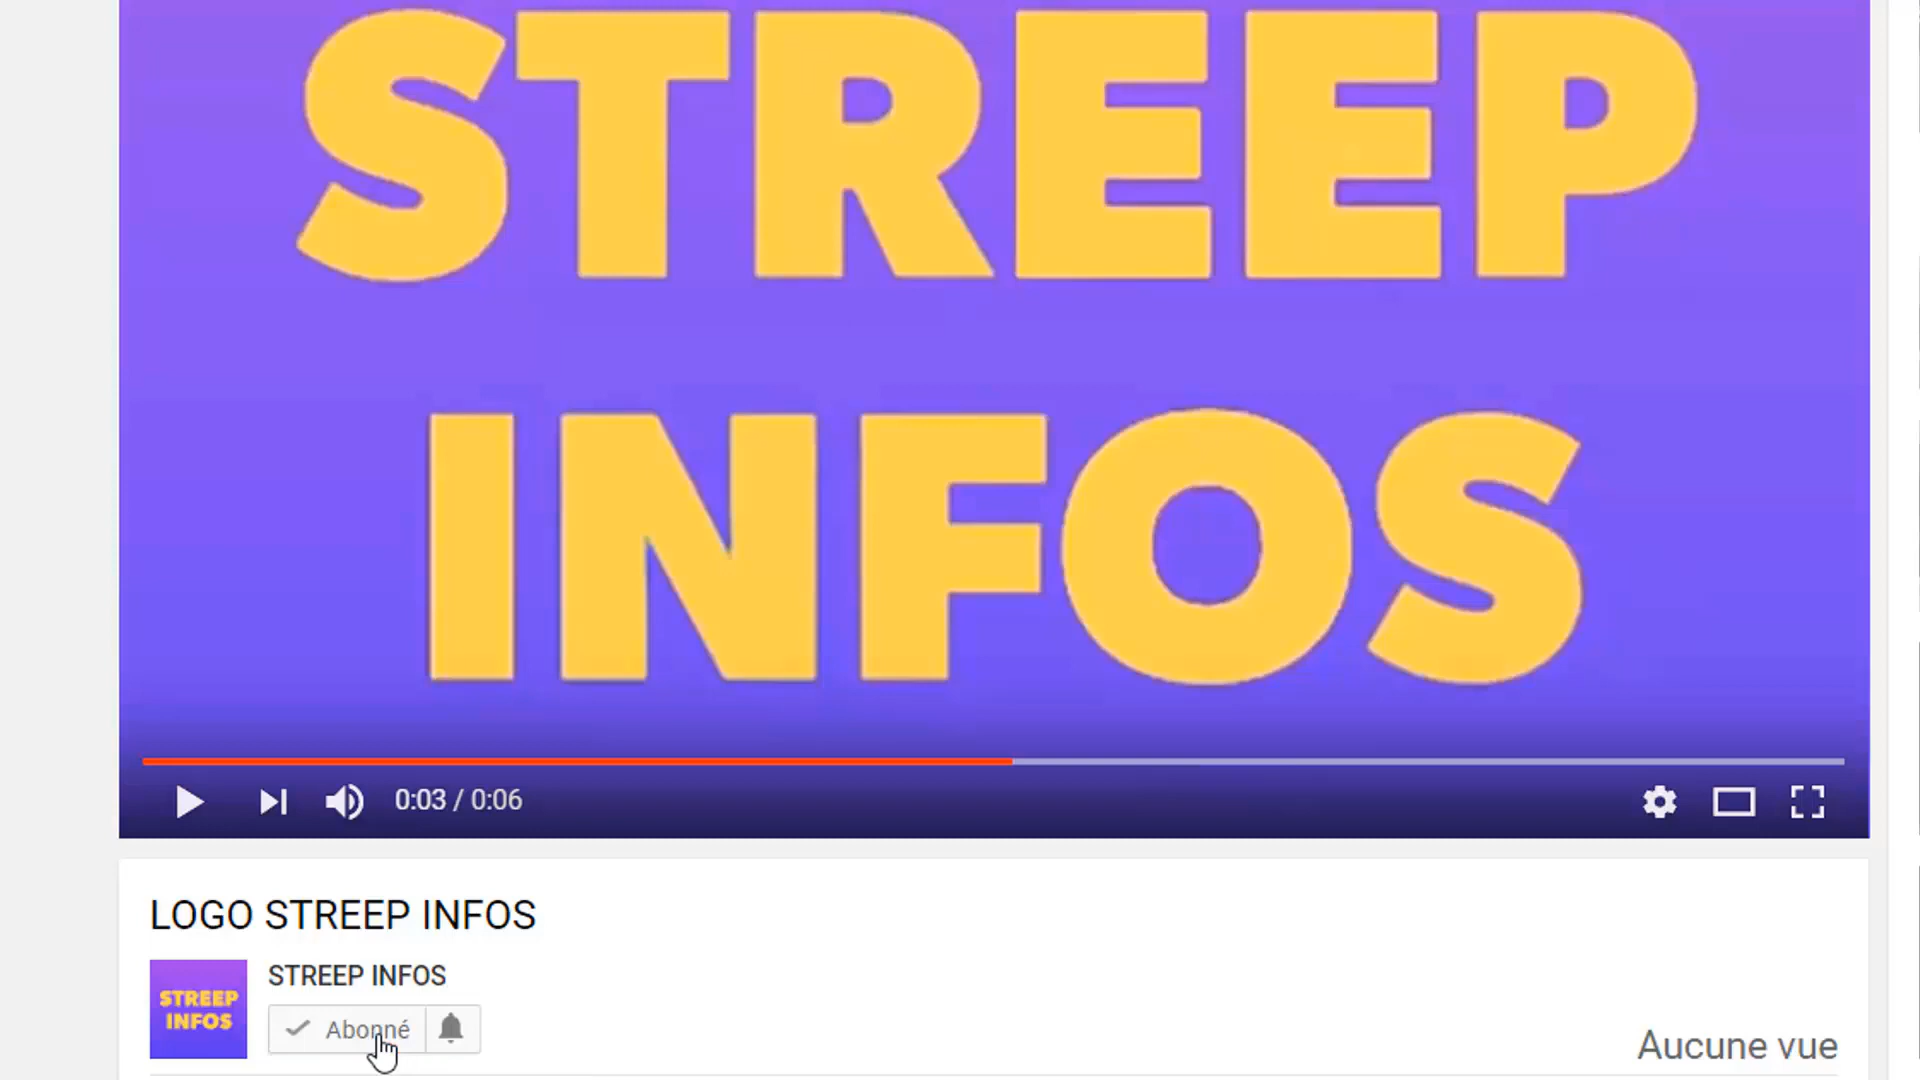 STREEP
INFOS
0:03 / 0:06
LOGO STREEP INFOS
STREEP INFOS
STREEP
INFOS
Abonné
Aucune vue